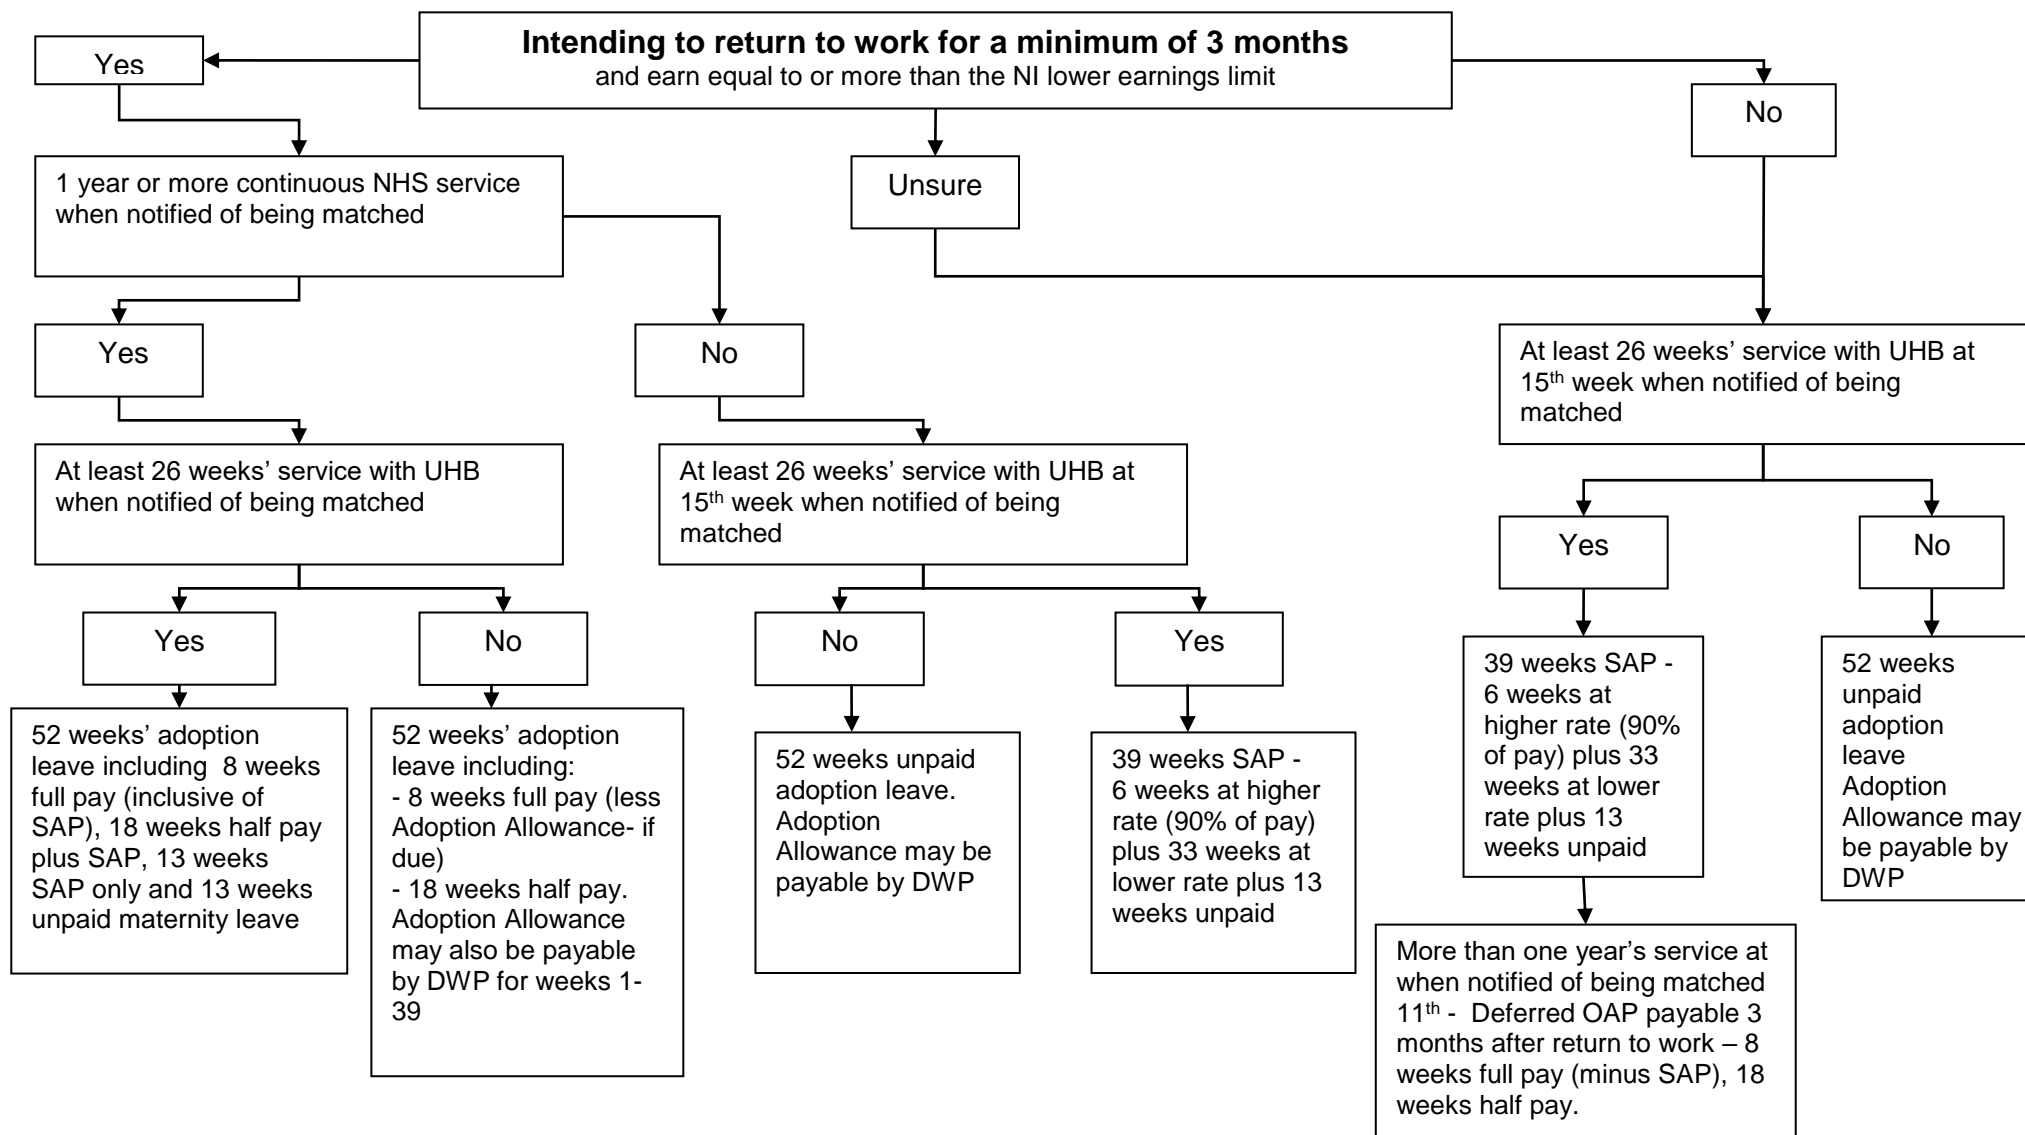 Intending to return to work for a minimum of 3 months
and earn equal to or more than the NI lower earnings limit
Yes
No
1 year or more continuous NHS service
when notified of being matched
Unsure
Yes
No
At least 26 weeks’ service with UHB at
15th week when notified of being
matched
At least 26 weeks’ service with UHB
when notified of being matched
At least 26 weeks’ service with UHB at
15th week when notified of being
matched
Yes
No
Yes
No
No
Yes
52 weeks’ adoption
leave including  8 weeks
full pay (inclusive of
SAP), 18 weeks half pay
plus SAP, 13 weeks
SAP only and 13 weeks
unpaid maternity leave
52 weeks’ adoption
leave including:
- 8 weeks full pay (less
Adoption Allowance- if
due)
- 18 weeks half pay.
Adoption Allowance
may also be payable
by DWP for weeks 1-
39
52 weeks unpaid
adoption leave.
Adoption
Allowance may be
payable by DWP
39 weeks SAP -
6 weeks at higher
rate (90% of pay)
plus 33 weeks at
lower rate plus 13
weeks unpaid
39 weeks SAP -
6 weeks at
higher rate (90%
of pay) plus 33
weeks at lower
rate plus 13
weeks unpaid
52 weeks
unpaid
adoption
leave
Adoption
Allowance may
be payable by
DWP
More than one year’s service at
when notified of being matched
11th -  Deferred OAP payable 3
months after return to work – 8
weeks full pay (minus SAP), 18
weeks half pay.